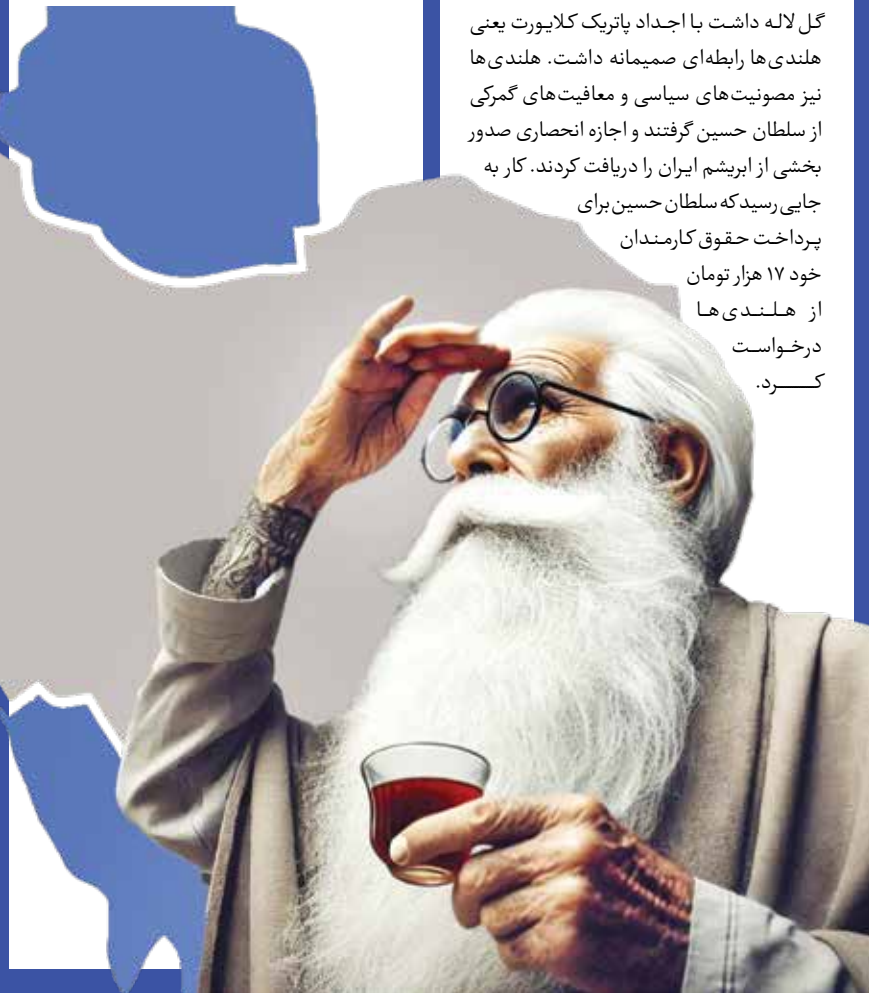 گل لاله داشت با اجداد پاتریک کلایورت یعنی
هلندی‌ها رابطه‌ای صمیمانه داشت. هلندی‌ها
نیز مصونیت‌های سیاسی و معافیت‌های گمرکی
از سلطان حسین گرفتند و اجازه انحصاری صدور
بخشی از ابریشم ایران را دریافت کردند. کار به
جایی رسید که سلطان حسین برای
پرداخت حقوق کارمندان
خود ۱۷ هزار تومان
از هلندی‌ها
درخواست
کرد.